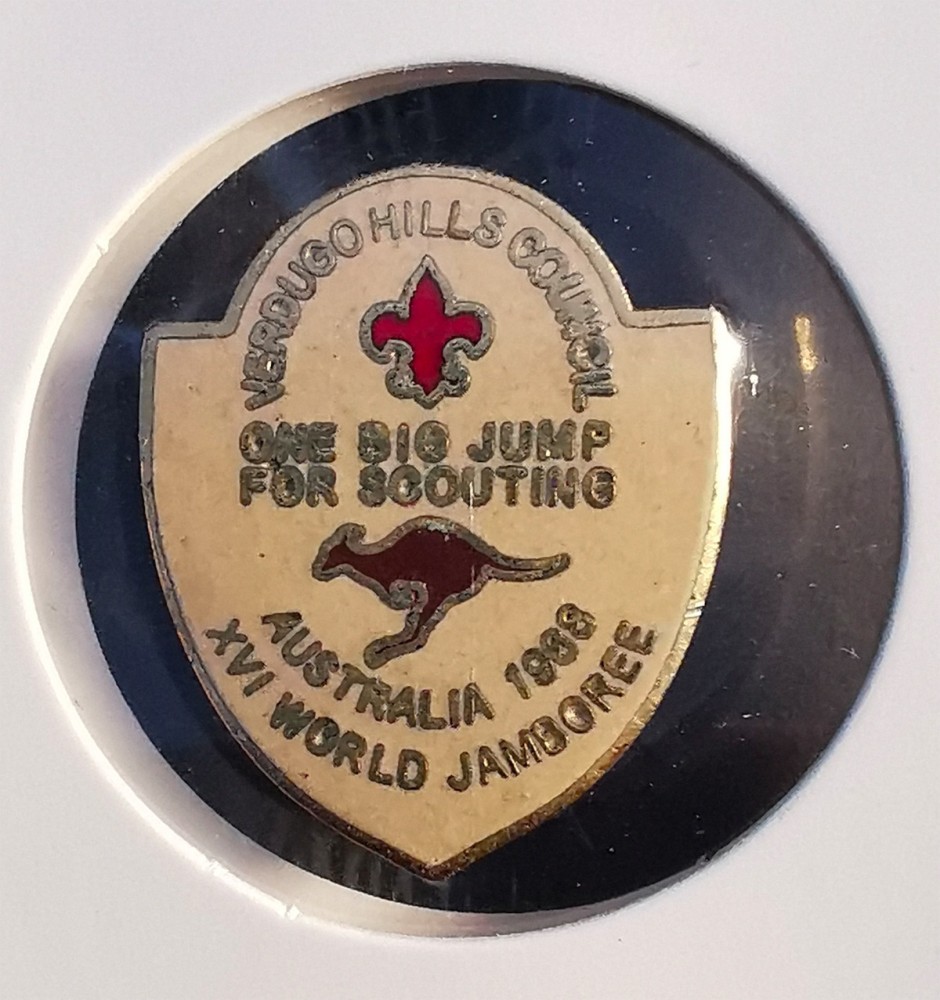 VERDUGO HILLS COUNCIL
ONE BIG JUMP
FOR SCOUTING
AUSTRALIA 1988
XVI WORLD JAMBOREE